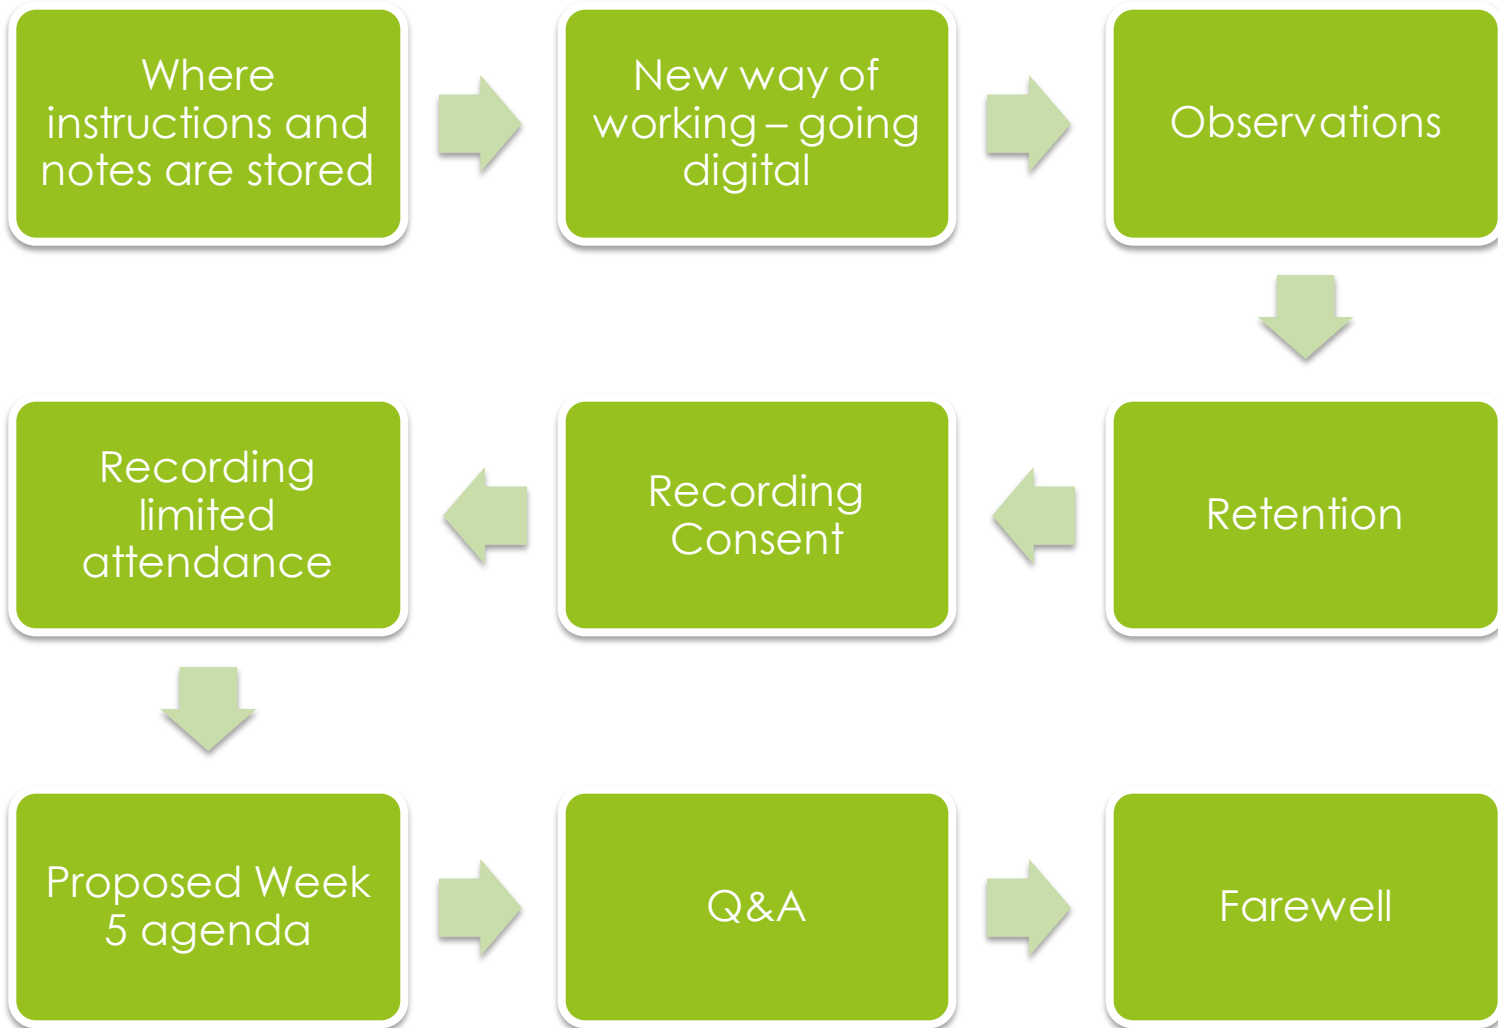 Where
instructions and
notes are stored
New way of
working – going
digital
Observations
Retention
Recording
Consent
Recording
limited
attendance
Proposed Week
5 agenda
Q&A
Farewell